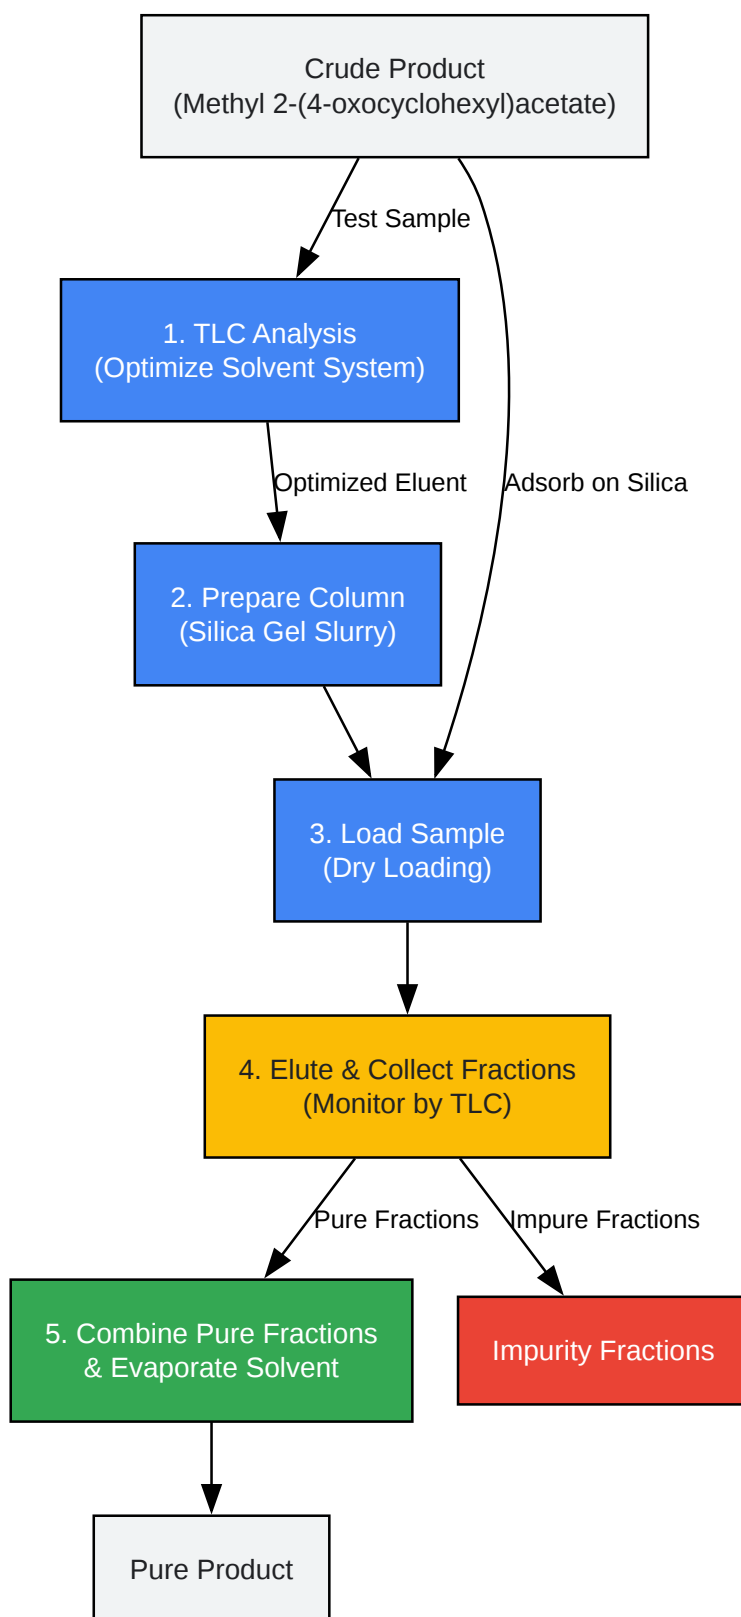 Crude Product
(Methyl 2-(4-oxocyclohexyl)acetate)
Test Sample
1. TLC Analysis
(Optimize Solvent System)
Optimized Eluent
Adsorb on Silica
2. Prepare Column
(Silica Gel Slurry)
3. Load Sample
(Dry Loading)
4. Elute & Collect Fractions
(Monitor by TLC)
Pure Fractions
Impure Fractions
5. Combine Pure Fractions
& Evaporate Solvent
Impurity Fractions
Pure Product